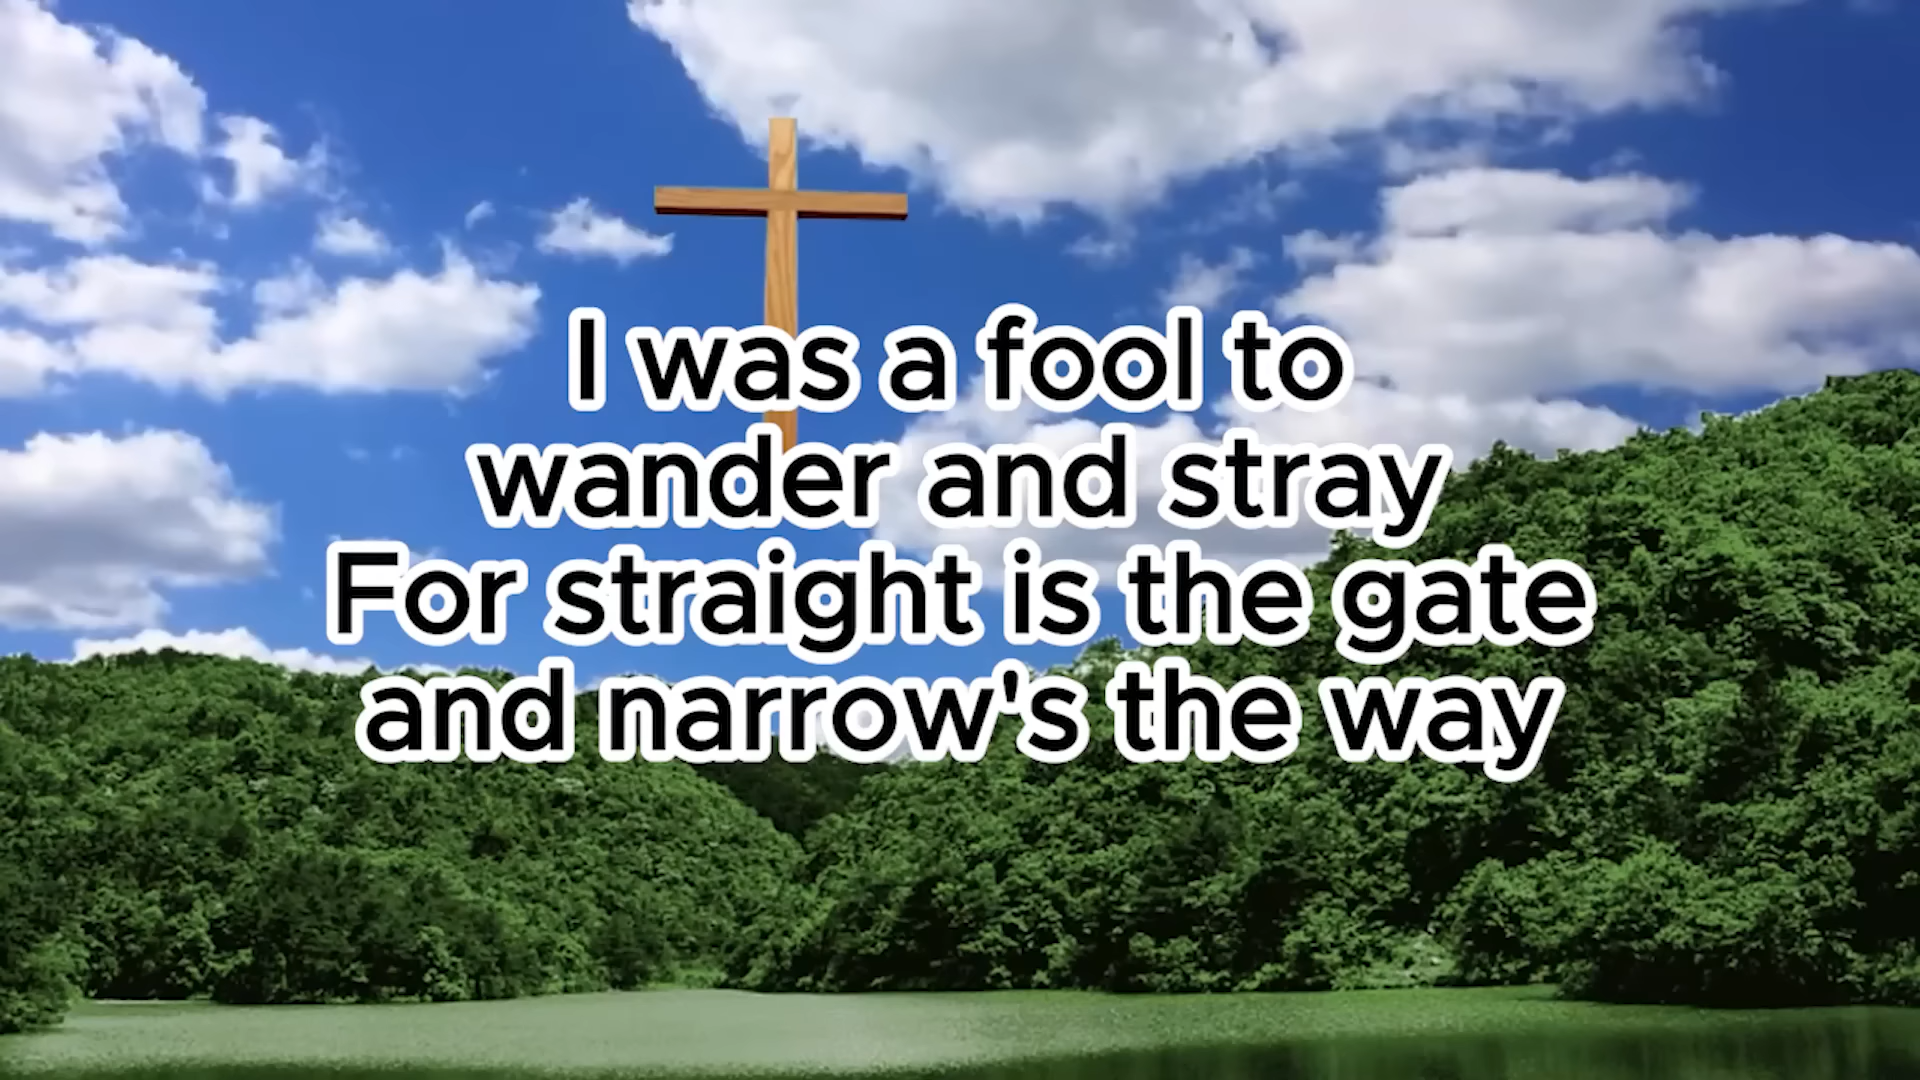 I was a fool to
wander and stray
For straight is the gate
and narrow's the way